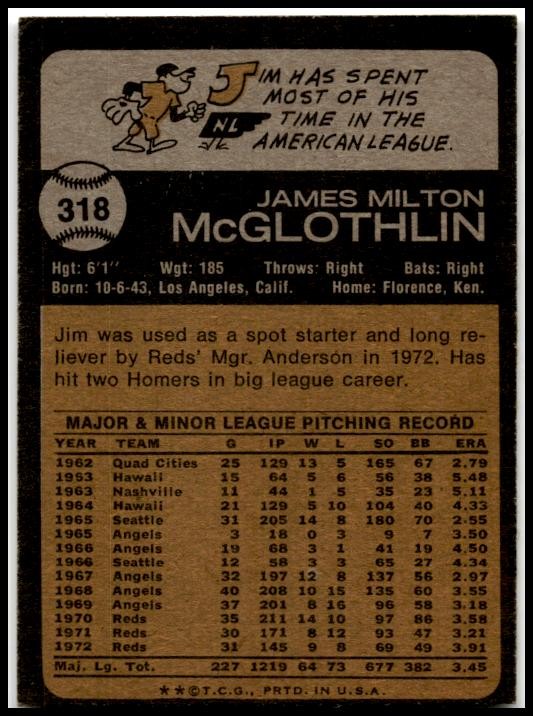 JIM HAS SPENT
MOST OF HIS
TIME IN THE
AMERICAN LEAGUE.
NL
318
JAMES MILTON
McGLOTHLIN
Hgt: 6'1" Wgt: 185 Throws: Right Bats: Right
Born: 10-6-43, Los Angeles, Calif. Home: Florence, Ken.
Jim was used as a spot starter and long re-
liever by Reds' Mgr. Anderson in 1972. Has
hit two Homers in big league career.
MAJOR & MINOR LEAGUE PITCHING RECORD
YEAR TEAM G IP W L SO BB ERA
1962 Quad Cities 25 129 13 5 165 67 2.79
1963 Hawaii 15 64 5 6 56 38 5.48
1963 Nashville 11 44 1 5 35 23 5.11
1964 Hawaii 21 129 5 10 104 40 4.33
1965 Seattle 31 205 14 8 180 70 2.55
1965 Angels 3 18 0 3 9 7 3.50
1966 Angels 19 68 3 1 41 19 4.50
1966 Seattle 12 58 3 3 65 27 4.34
1967 Angels 32 197 12 8 137 56 2.97
1968 Angels 40 208 10 15 135 60 3.55
1969 Angels 37 201 8 16 96 58 3.18
1970 Reds 35 211 14 10 97 86 3.58
1971 Reds 30 171 8 12 93 47 3.21
1972 Reds 31 145 9 8 69 49 3.91
Maj. Lg. Tot. 227 1219 64 73 677 382 3.45
**©T.C.G., PRTD. IN U.S.A.